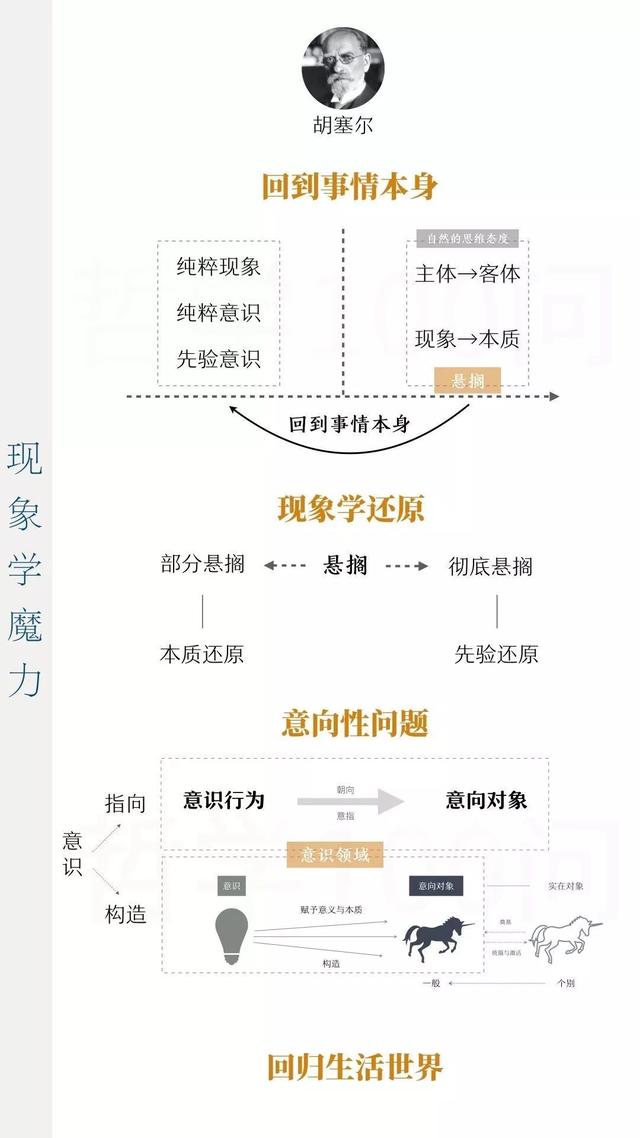 现象学魔力
胡塞尔
回到事情本身
纯粹现象
纯粹意识
先验意识
自然的思维态度
主体→客体
现象→本质
悬搁
回到事情本身
现象学还原
部分悬搁
悬搁
彻底悬搁
本质还原
先验还原
意向性问题
意识
指向
意识行为
朝向
意指
意向对象
意识领域
构造
意识
赋予意义与本质
构造
意向对象
实在对象
奠基
统摄与激活
一般
个别
回归生活世界